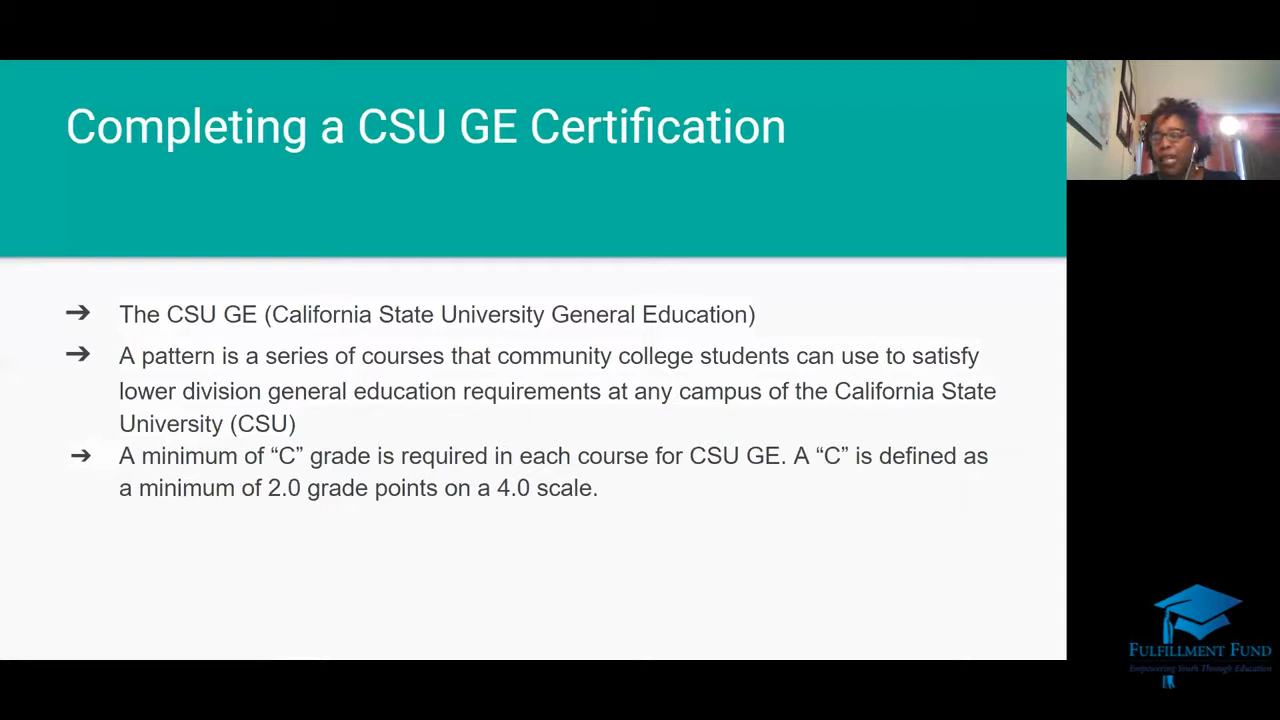 Completing a CSU GE Certification
➔ The CSU GE (California State University General Education)
➔ A pattern is a series of courses that community college students can use to satisfy
lower division general education requirements at any campus of the California State
University (CSU)
➔ A minimum of “C” grade is required in each course for CSU GE. A “C” is defined as
a minimum of 2.0 grade points on a 4.0 scale.
FULFILLMENT FUND
Empowering Youth Through Education